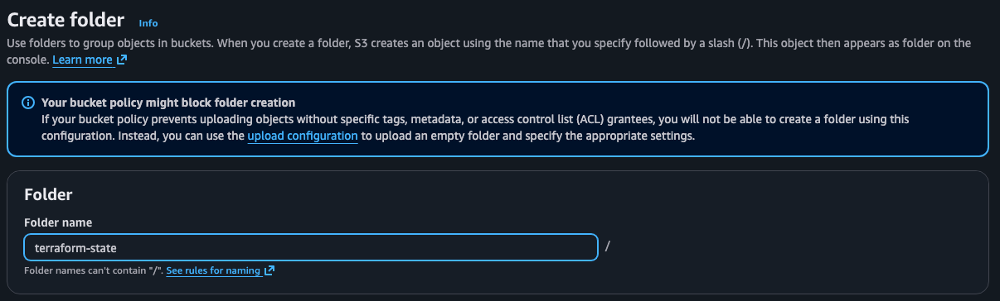 Create folder Info
Use folders to group objects in buckets. When you create a folder, S3 creates an object using the name that you specify followed by a slash (/). This object then appears as folder on the
console. Learn more
Your bucket policy might block folder creation
If your bucket policy prevents uploading objects without specific tags, metadata, or access control list (ACL) grantees, you will not be able to create a folder using this
configuration. Instead, you can use the upload configuration to upload an empty folder and specify the appropriate settings.
Folder
Folder name
terraform-state /
Folder names can't contain "/". See rules for naming